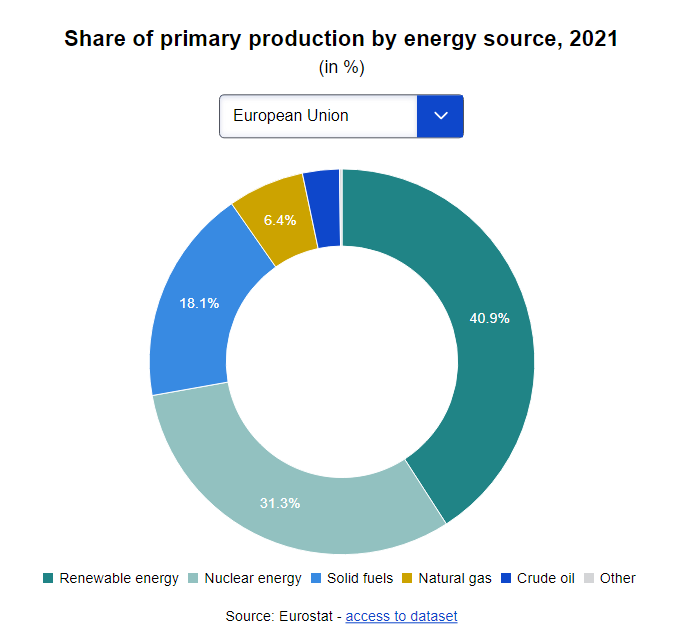 Share of primary production by energy source, 2021
(in %)
European Union
6.4%
18.1%
40.9%
31.3%
Renewable energy Nuclear energy Solid fuels Natural gas Crude oil Other
Source: Eurostat - access to dataset